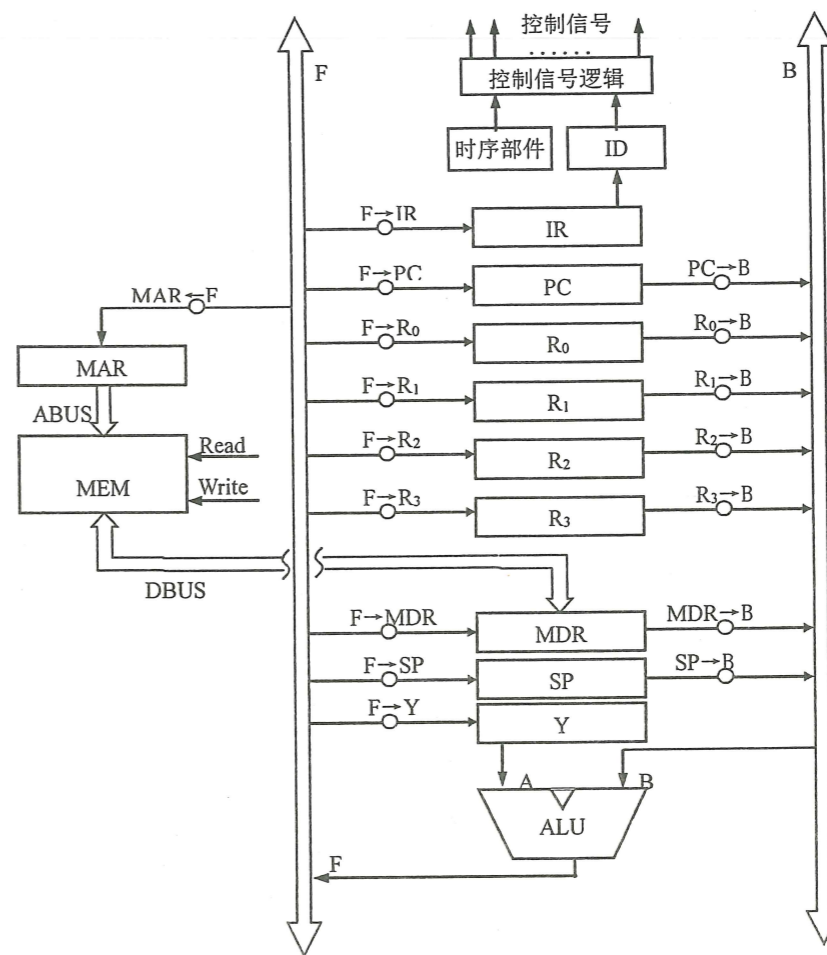 控制信号
......
F
控制信号逻辑
B
时序部件
ID
F→IR
IR
F→PC
PC
PC→B
MAR←F
F→R₀
R₀
R₀→B
MAR
F→R₁
R₁
R₁→B
ABUS
F→R₂
R₂
R₂→B
Read
MEM
Write
F→R₃
R₃
R₃→B
DBUS
F→MDR
MDR
MDR→B
F→SP
SP
SP→B
F→Y
Y
A
B
ALU
F